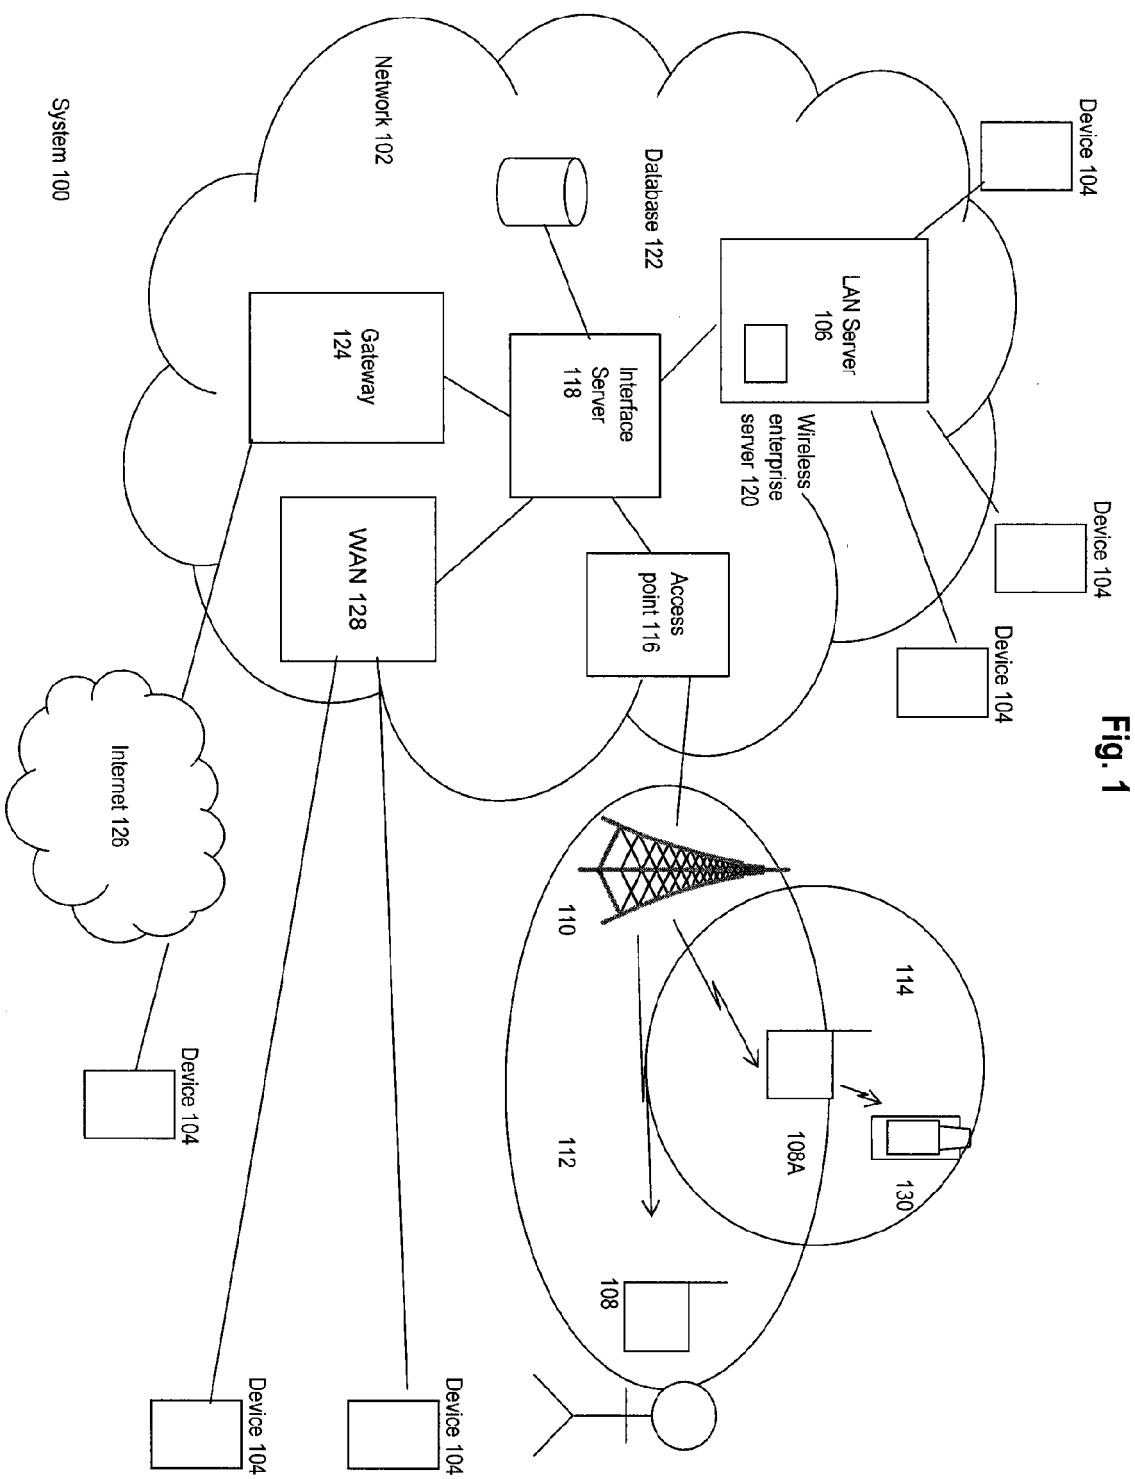 Fig. 1
Device 104
Device 104
Device 104
LAN Server
106
Wireless
enterprise
server 120
Database 122
Interface
Server
118
Access
point 116
Network 102
Gateway
124
WAN 128
System 100
Internet 126
110
114
108A
130
112
108
Device 104
Device 104
Device 104